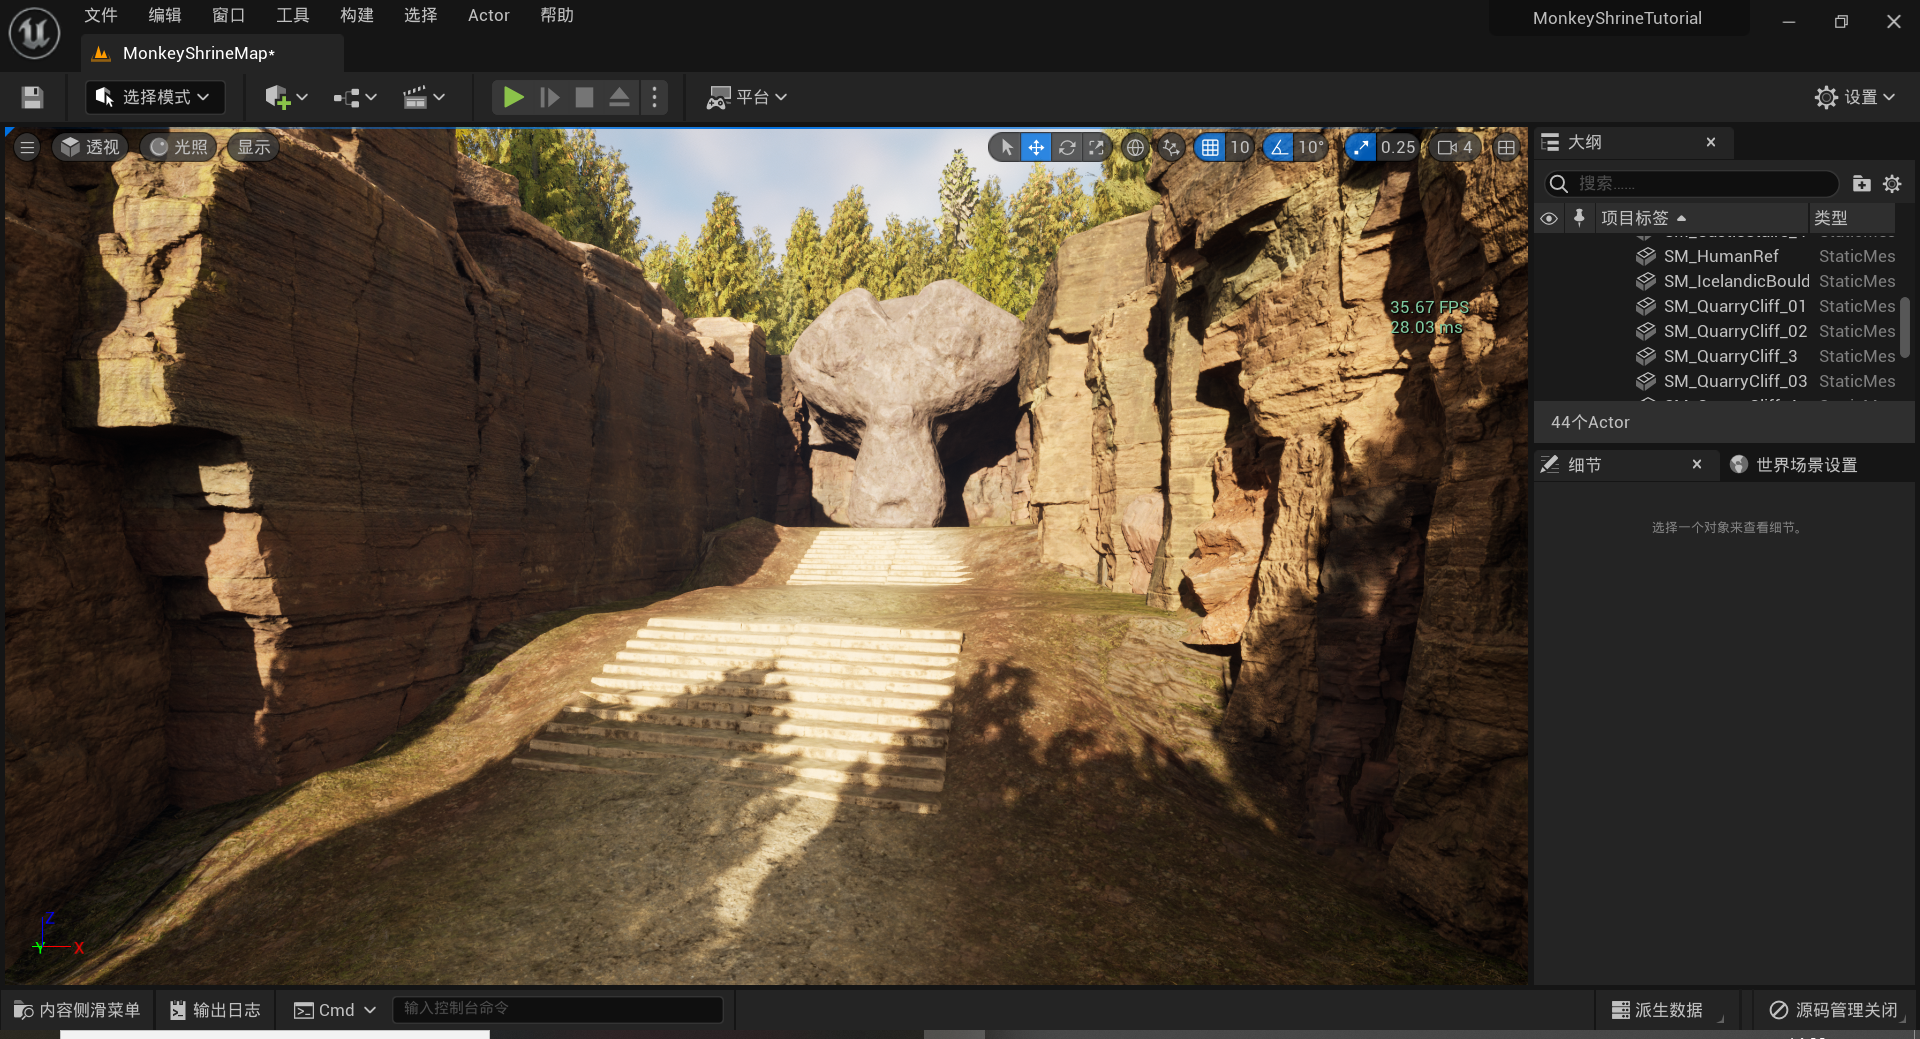 文件 编辑 窗口 工具 构建 选择 Actor 帮助
MonkeyShrineTutorial
MonkeyShrineMap*
选择模式
平台
设置
透视 光照 显示
10 10° 0.25 4
35.67 FPS
28.03 ms
Z
Y X
大纲
搜索......
项目标签 类型
SM_HumanRef StaticMes
SM_IcelandicBould StaticMes
SM_QuarryCliff_01 StaticMes
SM_QuarryCliff_02 StaticMes
SM_QuarryCliff_3 StaticMes
SM_QuarryCliff_03 StaticMes
44个Actor
细节 世界场景设置
选择一个对象来查看细节。
内容侧滑菜单 输出日志 Cmd 输入控制台命令 派生数据 源码管理关闭